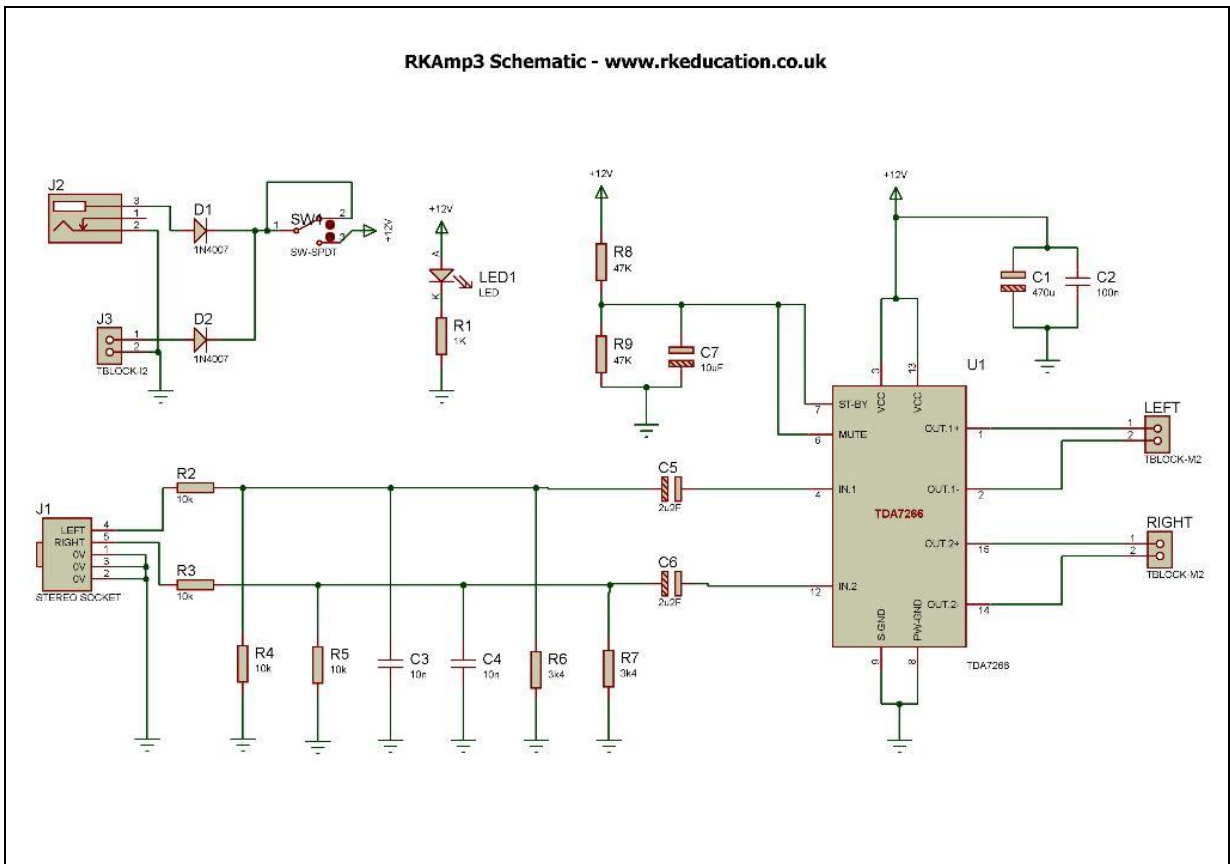 RKAmp3 Schematic - www.rkeducation.co.uk
J2
3
1
2
D1
1N4007
SW1
1
2
3
SW-SPDT
+12V
J3
1
2
TBLOCK-I2
D2
1N4007
+12V
A
K
LED1
LED
R1
1K
+12V
R8
47K
R9
47K
C7
10uF
+12V
C1
470u
C2
100n
U1
3
VCC
13
VCC
7
ST-BY
6
MUTE
4
IN.1
12
IN.2
TDA7266
OUT.1+
1
OUT.1-
2
OUT.2+
15
OUT.2-
14
S-GND
9
PW-GND
8
TDA7266
LEFT
1
2
TBLOCK-M2
RIGHT
1
2
TBLOCK-M2
J1
LEFT
4
RIGHT
5
0V
1
0V
3
0V
2
STEREO SOCKET
R2
10k
R3
10k
C5
2u2F
C6
2u2F
R4
10k
R5
10k
C3
10n
C4
10n
R6
3k4
R7
3k4